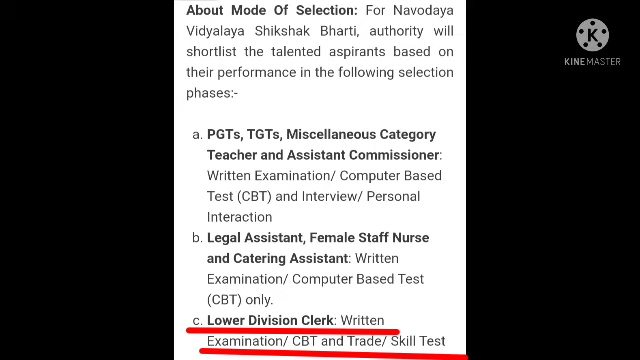 About Mode Of Selection: For Navodaya
Vidyalaya Shikshak Bharti, authority will
shortlist the talented aspirants based on
their performance in the following selection
phases:-
a. PGTs, TGTs, Miscellaneous Category
Teacher and Assistant Commissioner:
Written Examination/ Computer Based
Test (CBT) and Interview/ Personal
Interaction
b. Legal Assistant, Female Staff Nurse
and Catering Assistant: Written
Examination/ Computer Based Test
(CBT) only.
c. Lower Division Clerk: Written
Examination/ CBT and Trade/ Skill Test
K
KINEMASTER